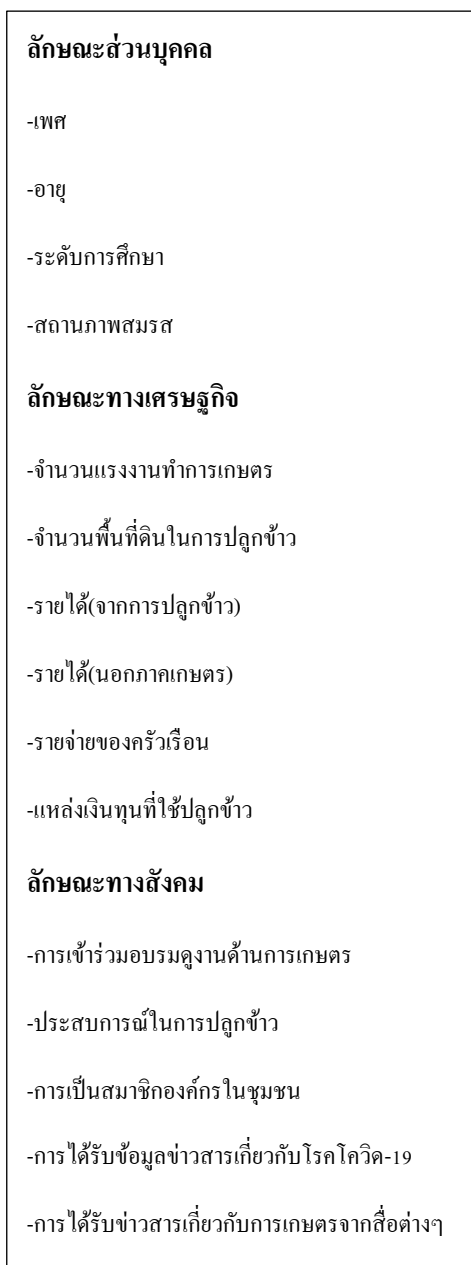 ลักษณะส่วนบุคคล
-เพศ
-อายุ
-ระดับการศึกษา
-สถานภาพสมรส
ลักษณะทางเศรษฐกิจ
-จำนวนแรงงานทำการเกษตร
-จำนวนพื้นที่ดินในการปลูกข้าว
-รายได้(จากการปลูกข้าว)
-รายได้(นอกภาคเกษตร)
-รายจ่ายของครัวเรือน
-แหล่งเงินทุนที่ใช้ปลูกข้าว
ลักษณะทางสังคม
-การเข้าร่วมอบรมดูงานด้านการเกษตร
-ประสบการณ์ในการปลูกข้าว
-การเป็นสมาชิกองค์กรในชุมชน
-การได้รับข้อมูลข่าวสารเกี่ยวกับโรคโควิด-19
-การได้รับข่าวสารเกี่ยวกับการเกษตรจากสื่อต่างๆ